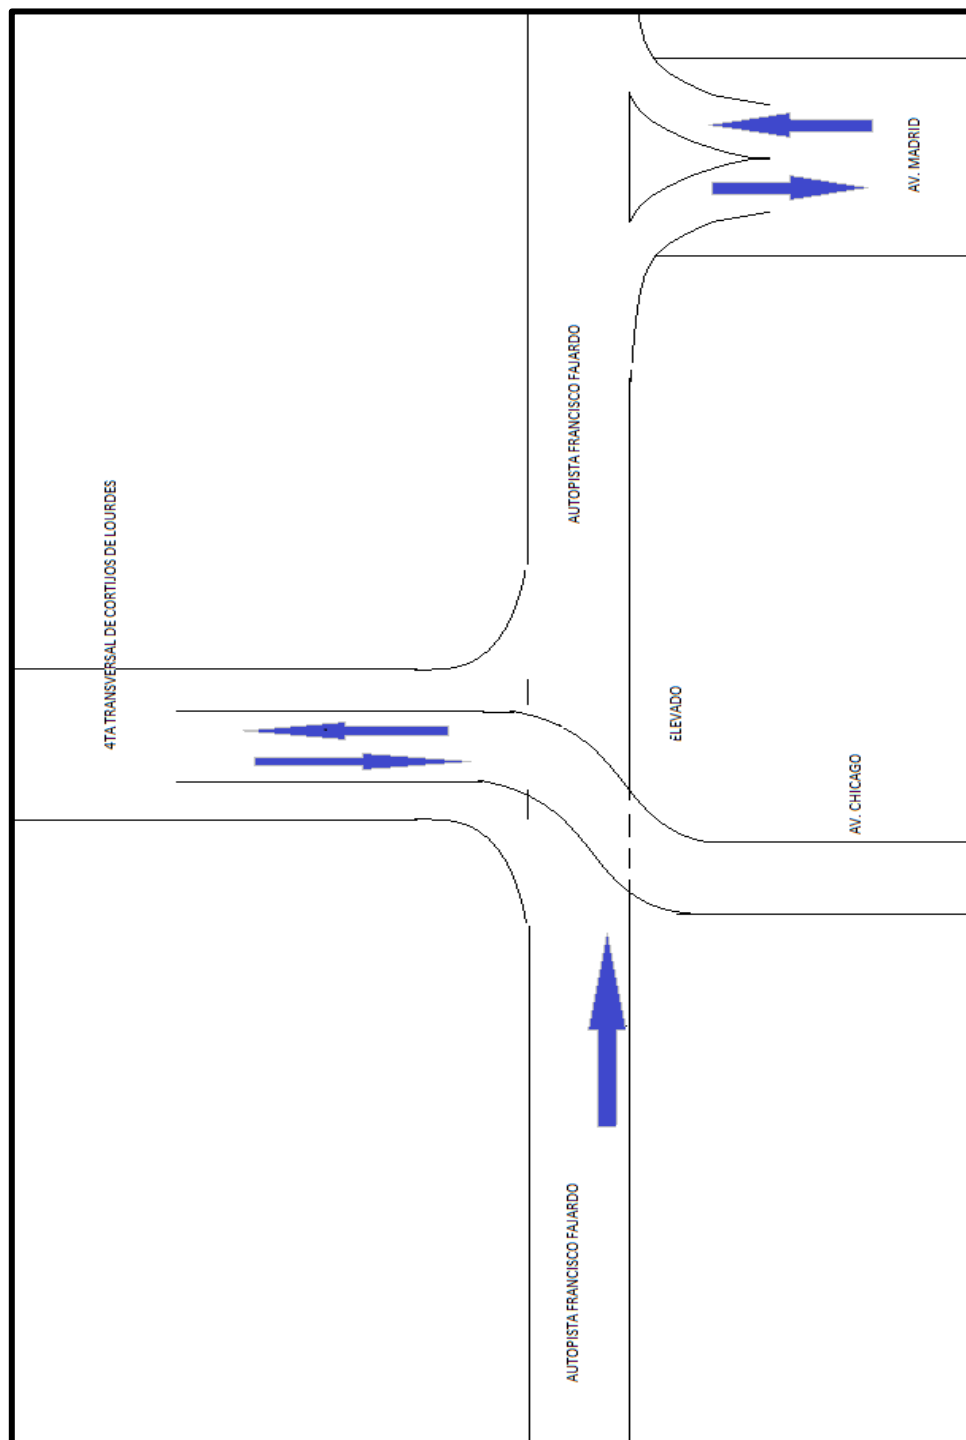 4TA TRANSVERSAL DE CORTIJOS DE LOURDES
AUTOPISTA FRANCISCO FAJARDO
AUTOPISTA FRANCISCO FAJARDO
ELEVADO
AV. CHICAGO
AV. MADRID